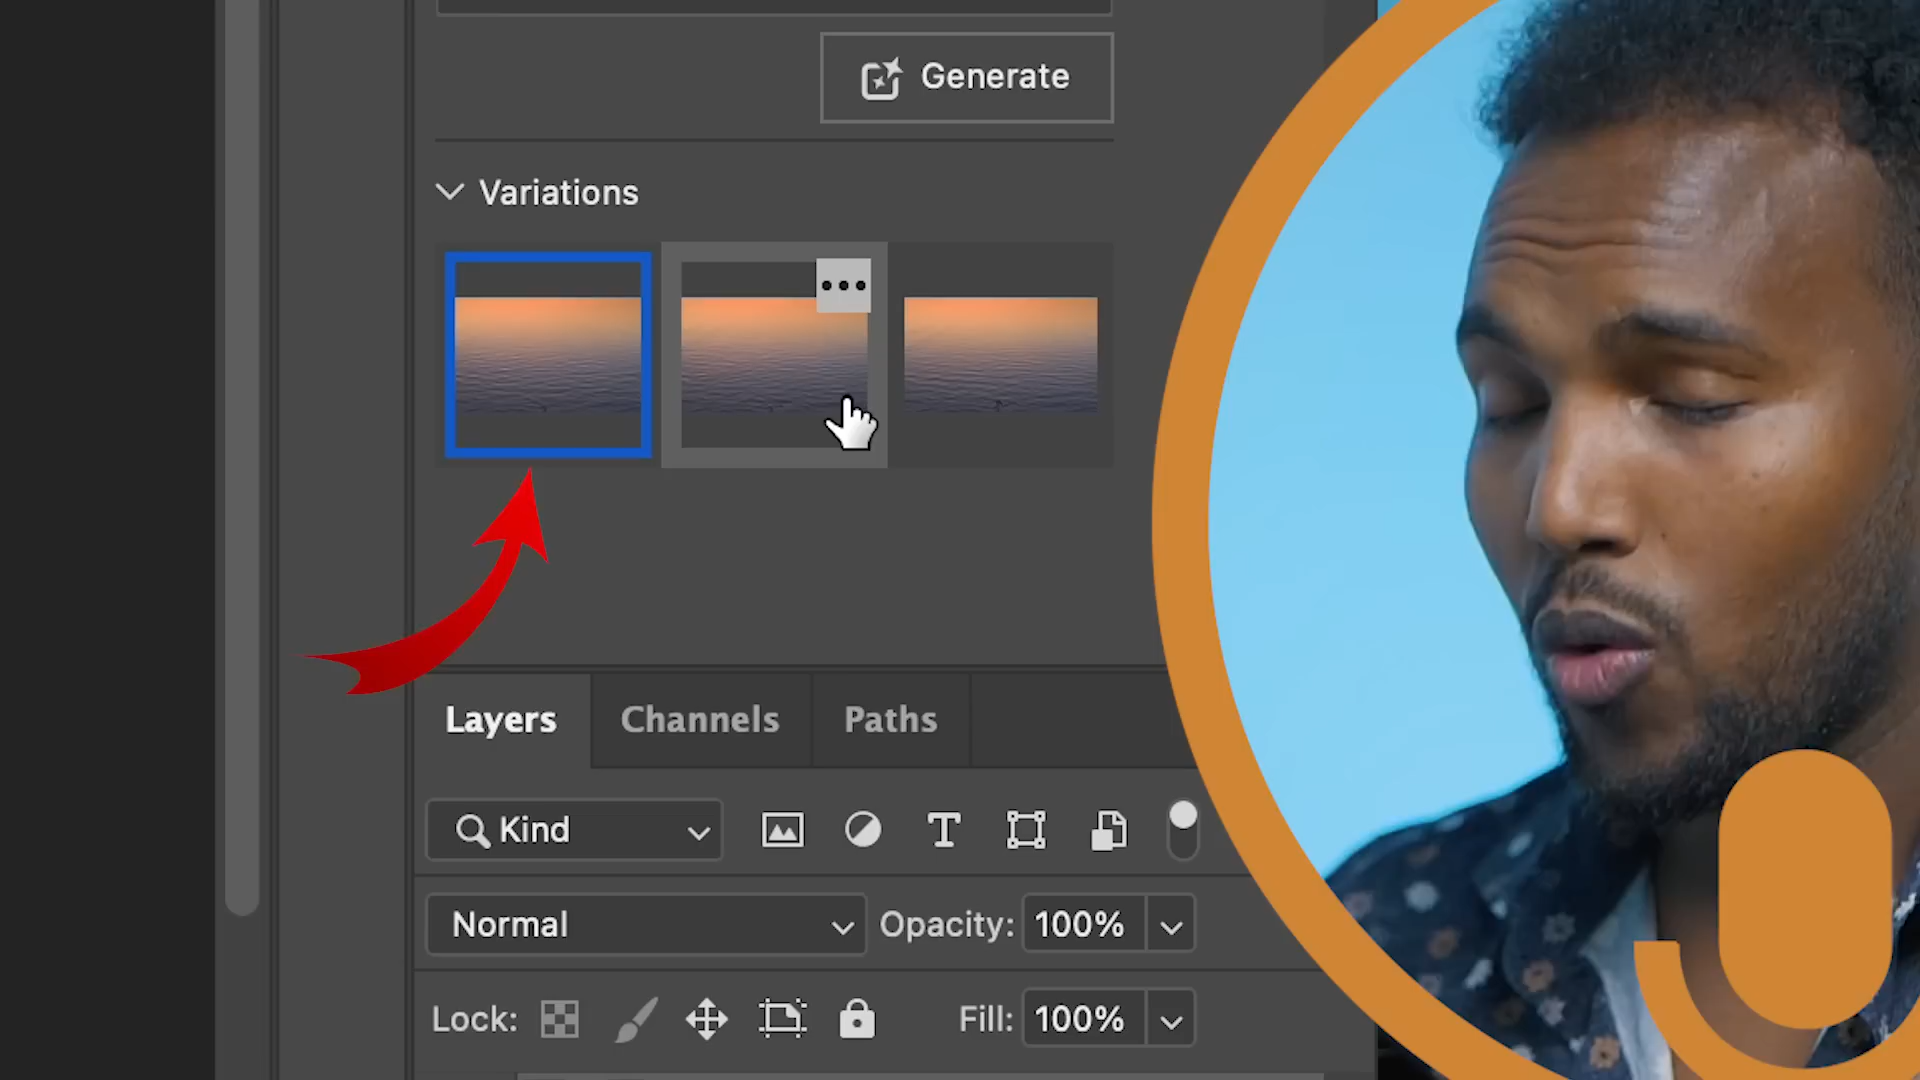 Generate
Variations
Layers Channels Paths
Kind
Normal Opacity: 100%
Lock: Fill: 100%